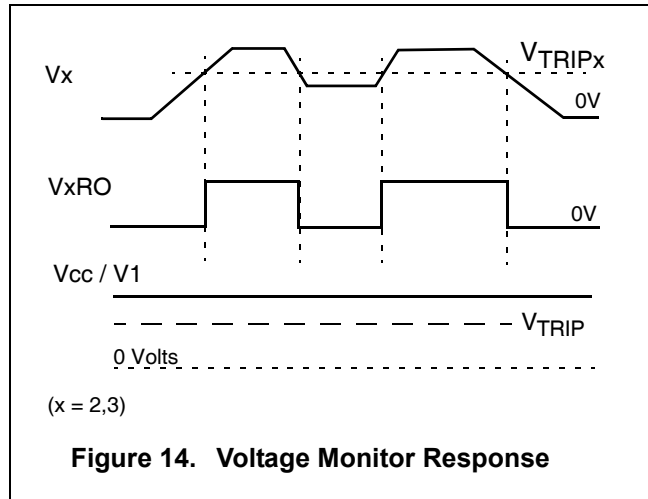 Vx
VTRIPx
0V
VxRO
0V
Vcc / V1
VTRIP
0 Volts
(x = 2,3)
Figure 14. Voltage Monitor Response